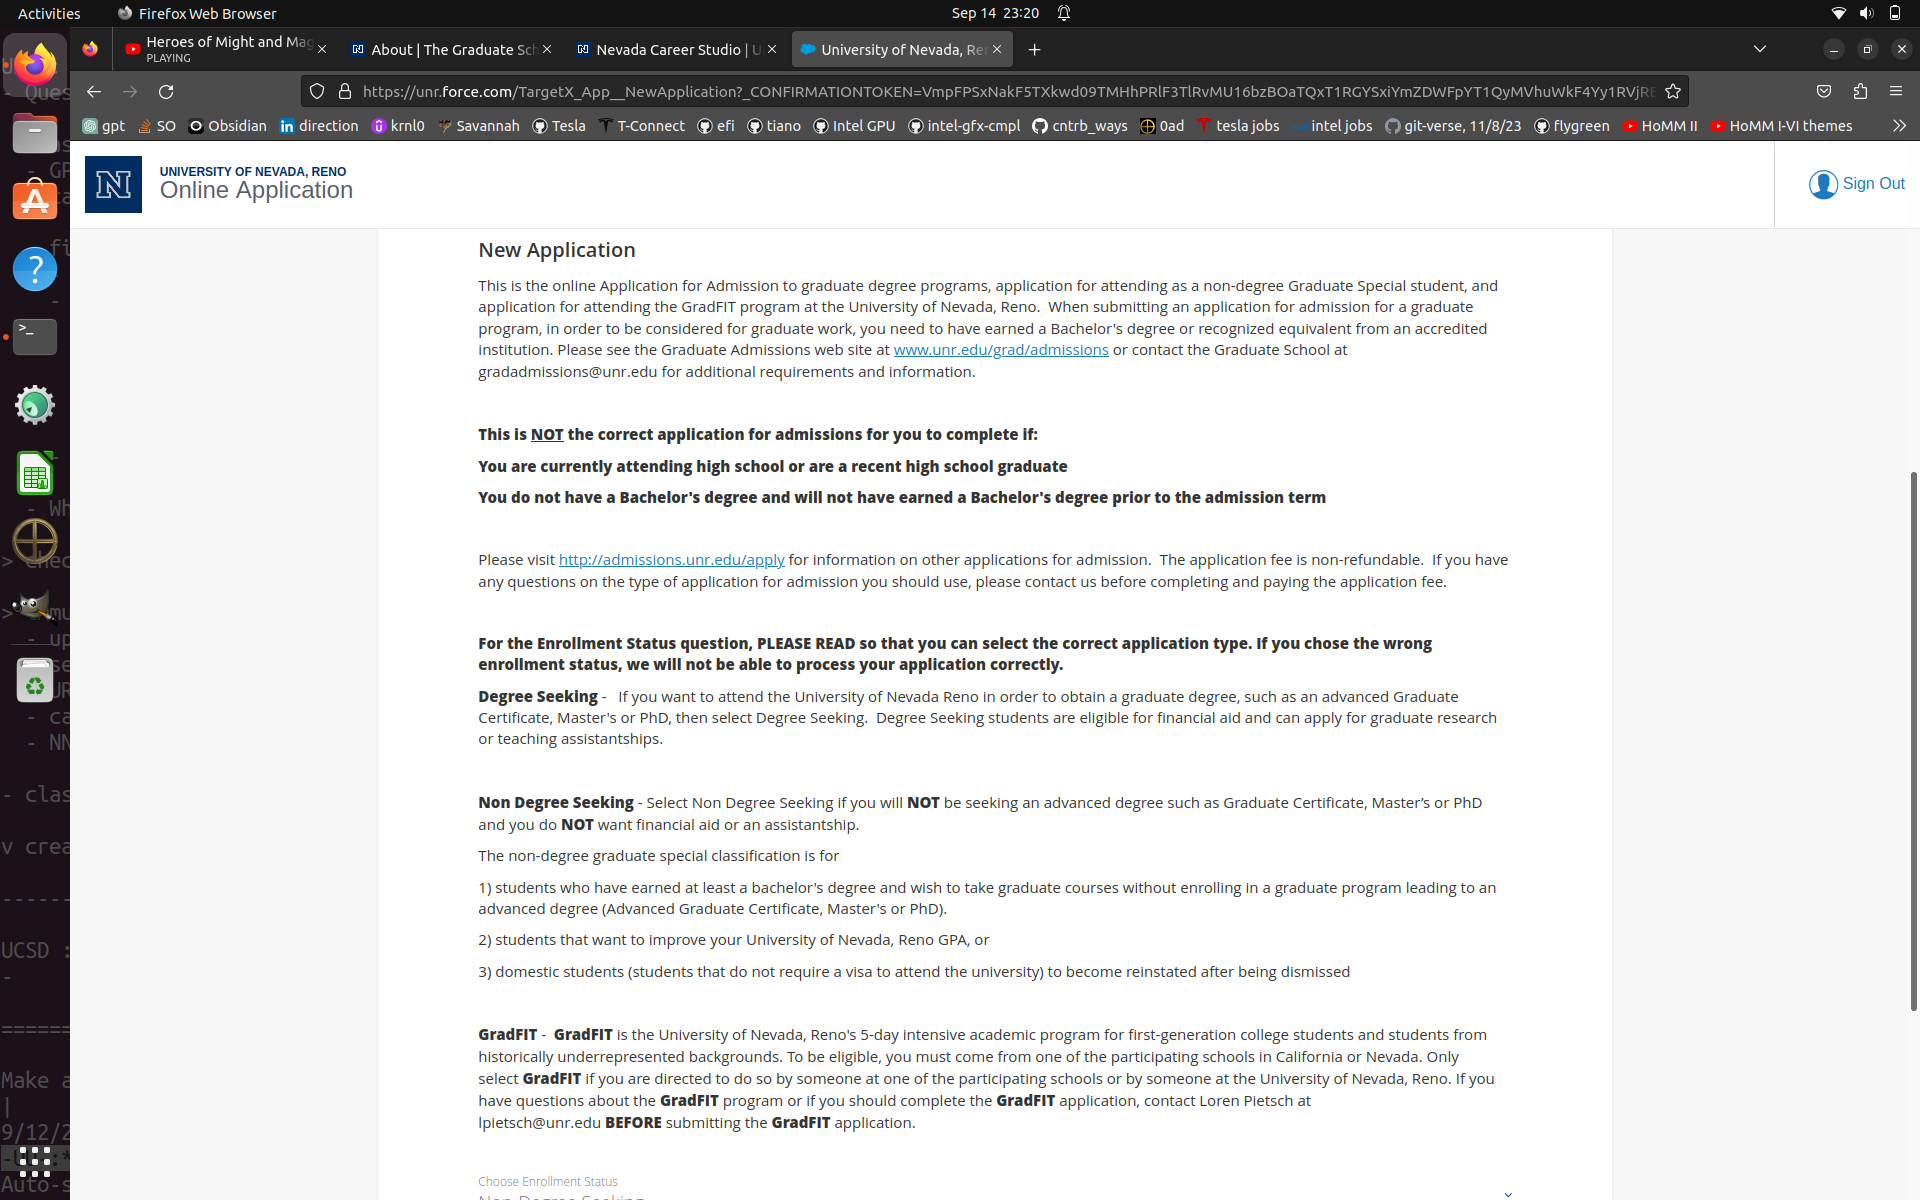 Activities
Firefox Web Browser
Sep 14 23:20
Heroes of Might and Mag
PLAYING
About | The Graduate Sch
Nevada Career Studio | U
University of Nevada, Ren
https://unr.force.com/TargetX_App__NewApplication?_CONFIRMATIONTOKEN=
gpt
SO
Obsidian
direction
krnl0
Savannah
Tesla
T-Connect
efi
tiano
Intel GPU
intel-gfx-cmpl
cntrb_ways
0ad
tesla jobs
intel jobs
git-verse, 11/8/23
flygreen
HoMM II
HoMM I-VI themes
UNIVERSITY OF NEVADA, RENO
Online Application
Sign Out
New Application
This is the online Application for Admission to graduate degree programs, application for attending as a non-degree Graduate Special student, and
application for attending the GradFIT program at the University of Nevada, Reno.  When submitting an application for admission for a graduate
program, in order to be considered for graduate work, you need to have earned a Bachelor's degree or recognized equivalent from an accredited
institution. Please see the Graduate Admissions web site at www.unr.edu/grad/admissions or contact the Graduate School at
gradadmissions@unr.edu for additional requirements and information.
This is NOT the correct application for admissions for you to complete if:
You are currently attending high school or are a recent high school graduate
You do not have a Bachelor's degree and will not have earned a Bachelor's degree prior to the admission term
Please visit http://admissions.unr.edu/apply for information on other applications for admission.  The application fee is non-refundable.  If you have
any questions on the type of application for admission you should use, please contact us before completing and paying the application fee.
For the Enrollment Status question, PLEASE READ so that you can select the correct application type. If you chose the wrong
enrollment status, we will not be able to process your application correctly.
Degree Seeking -   If you want to attend the University of Nevada Reno in order to obtain a graduate degree, such as an advanced Graduate
Certificate, Master's or PhD, then select Degree Seeking.  Degree Seeking students are eligible for financial aid and can apply for graduate research
or teaching assistantships.
Non Degree Seeking - Select Non Degree Seeking if you will NOT be seeking an advanced degree such as Graduate Certificate, Master’s or PhD
and you do NOT want financial aid or an assistantship.
The non-degree graduate special classification is for
1) students who have earned at least a bachelor's degree and wish to take graduate courses without enrolling in a graduate program leading to an
advanced degree (Advanced Graduate Certificate, Master's or PhD).
2) students that want to improve your University of Nevada, Reno GPA, or
3) domestic students (students that do not require a visa to attend the university) to become reinstated after being dismissed
GradFIT -  GradFIT is the University of Nevada, Reno's 5-day intensive academic program for first-generation college students and students from
historically underrepresented backgrounds. To be eligible, you must come from one of the participating schools in California or Nevada. Only
select GradFIT if you are directed to do so by someone at one of the participating schools or by someone at the University of Nevada, Reno. If you
have questions about the GradFIT program or if you should complete the GradFIT application, contact Loren Pietsch at
lpietsch@unr.edu BEFORE submitting the GradFIT application.
Choose Enrollment Status
Non-Degree Seeking
- clas
v crea
UCSD :
Make a
9/12/2
Auto-s